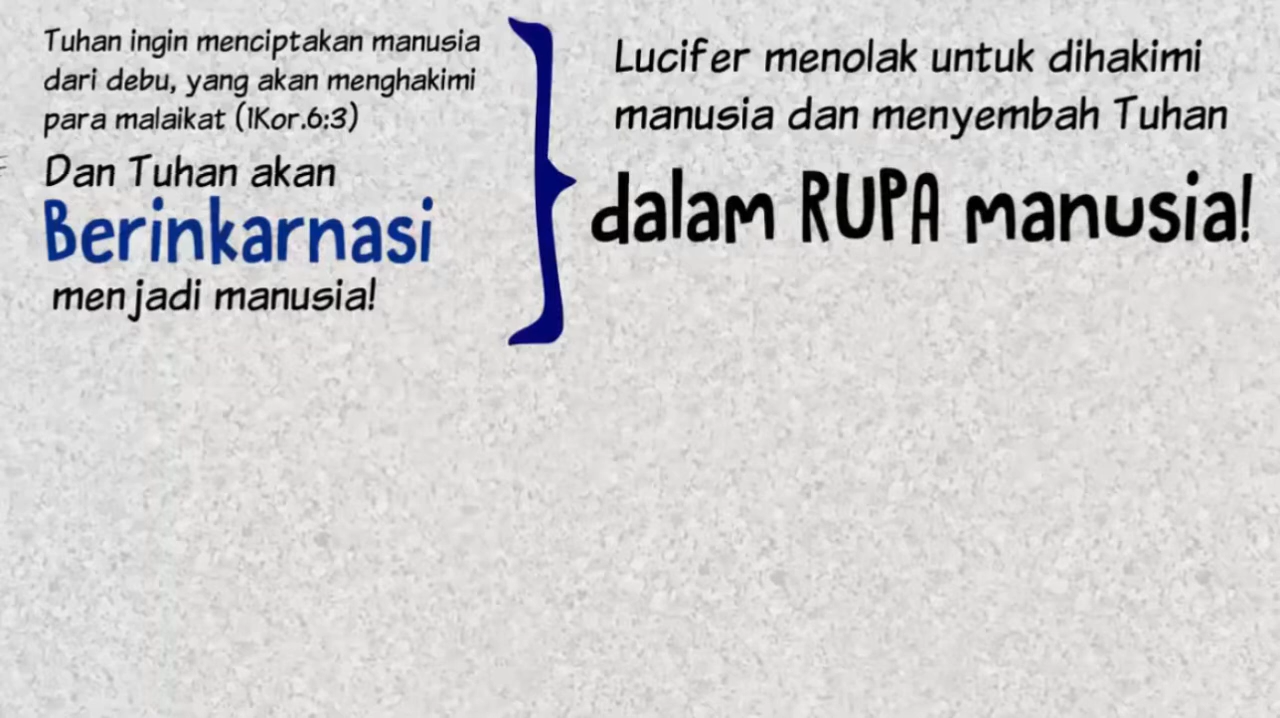 Tuhan ingin menciptakan manusia
dari debu, yang akan menghakimi
para malaikat (1Kor.6:3)
Dan Tuhan akan
Berinkarnasi
menjadi manusia!
Lucifer menolak untuk dihakimi
manusia dan menyembah Tuhan
dalam RUPA manusia!